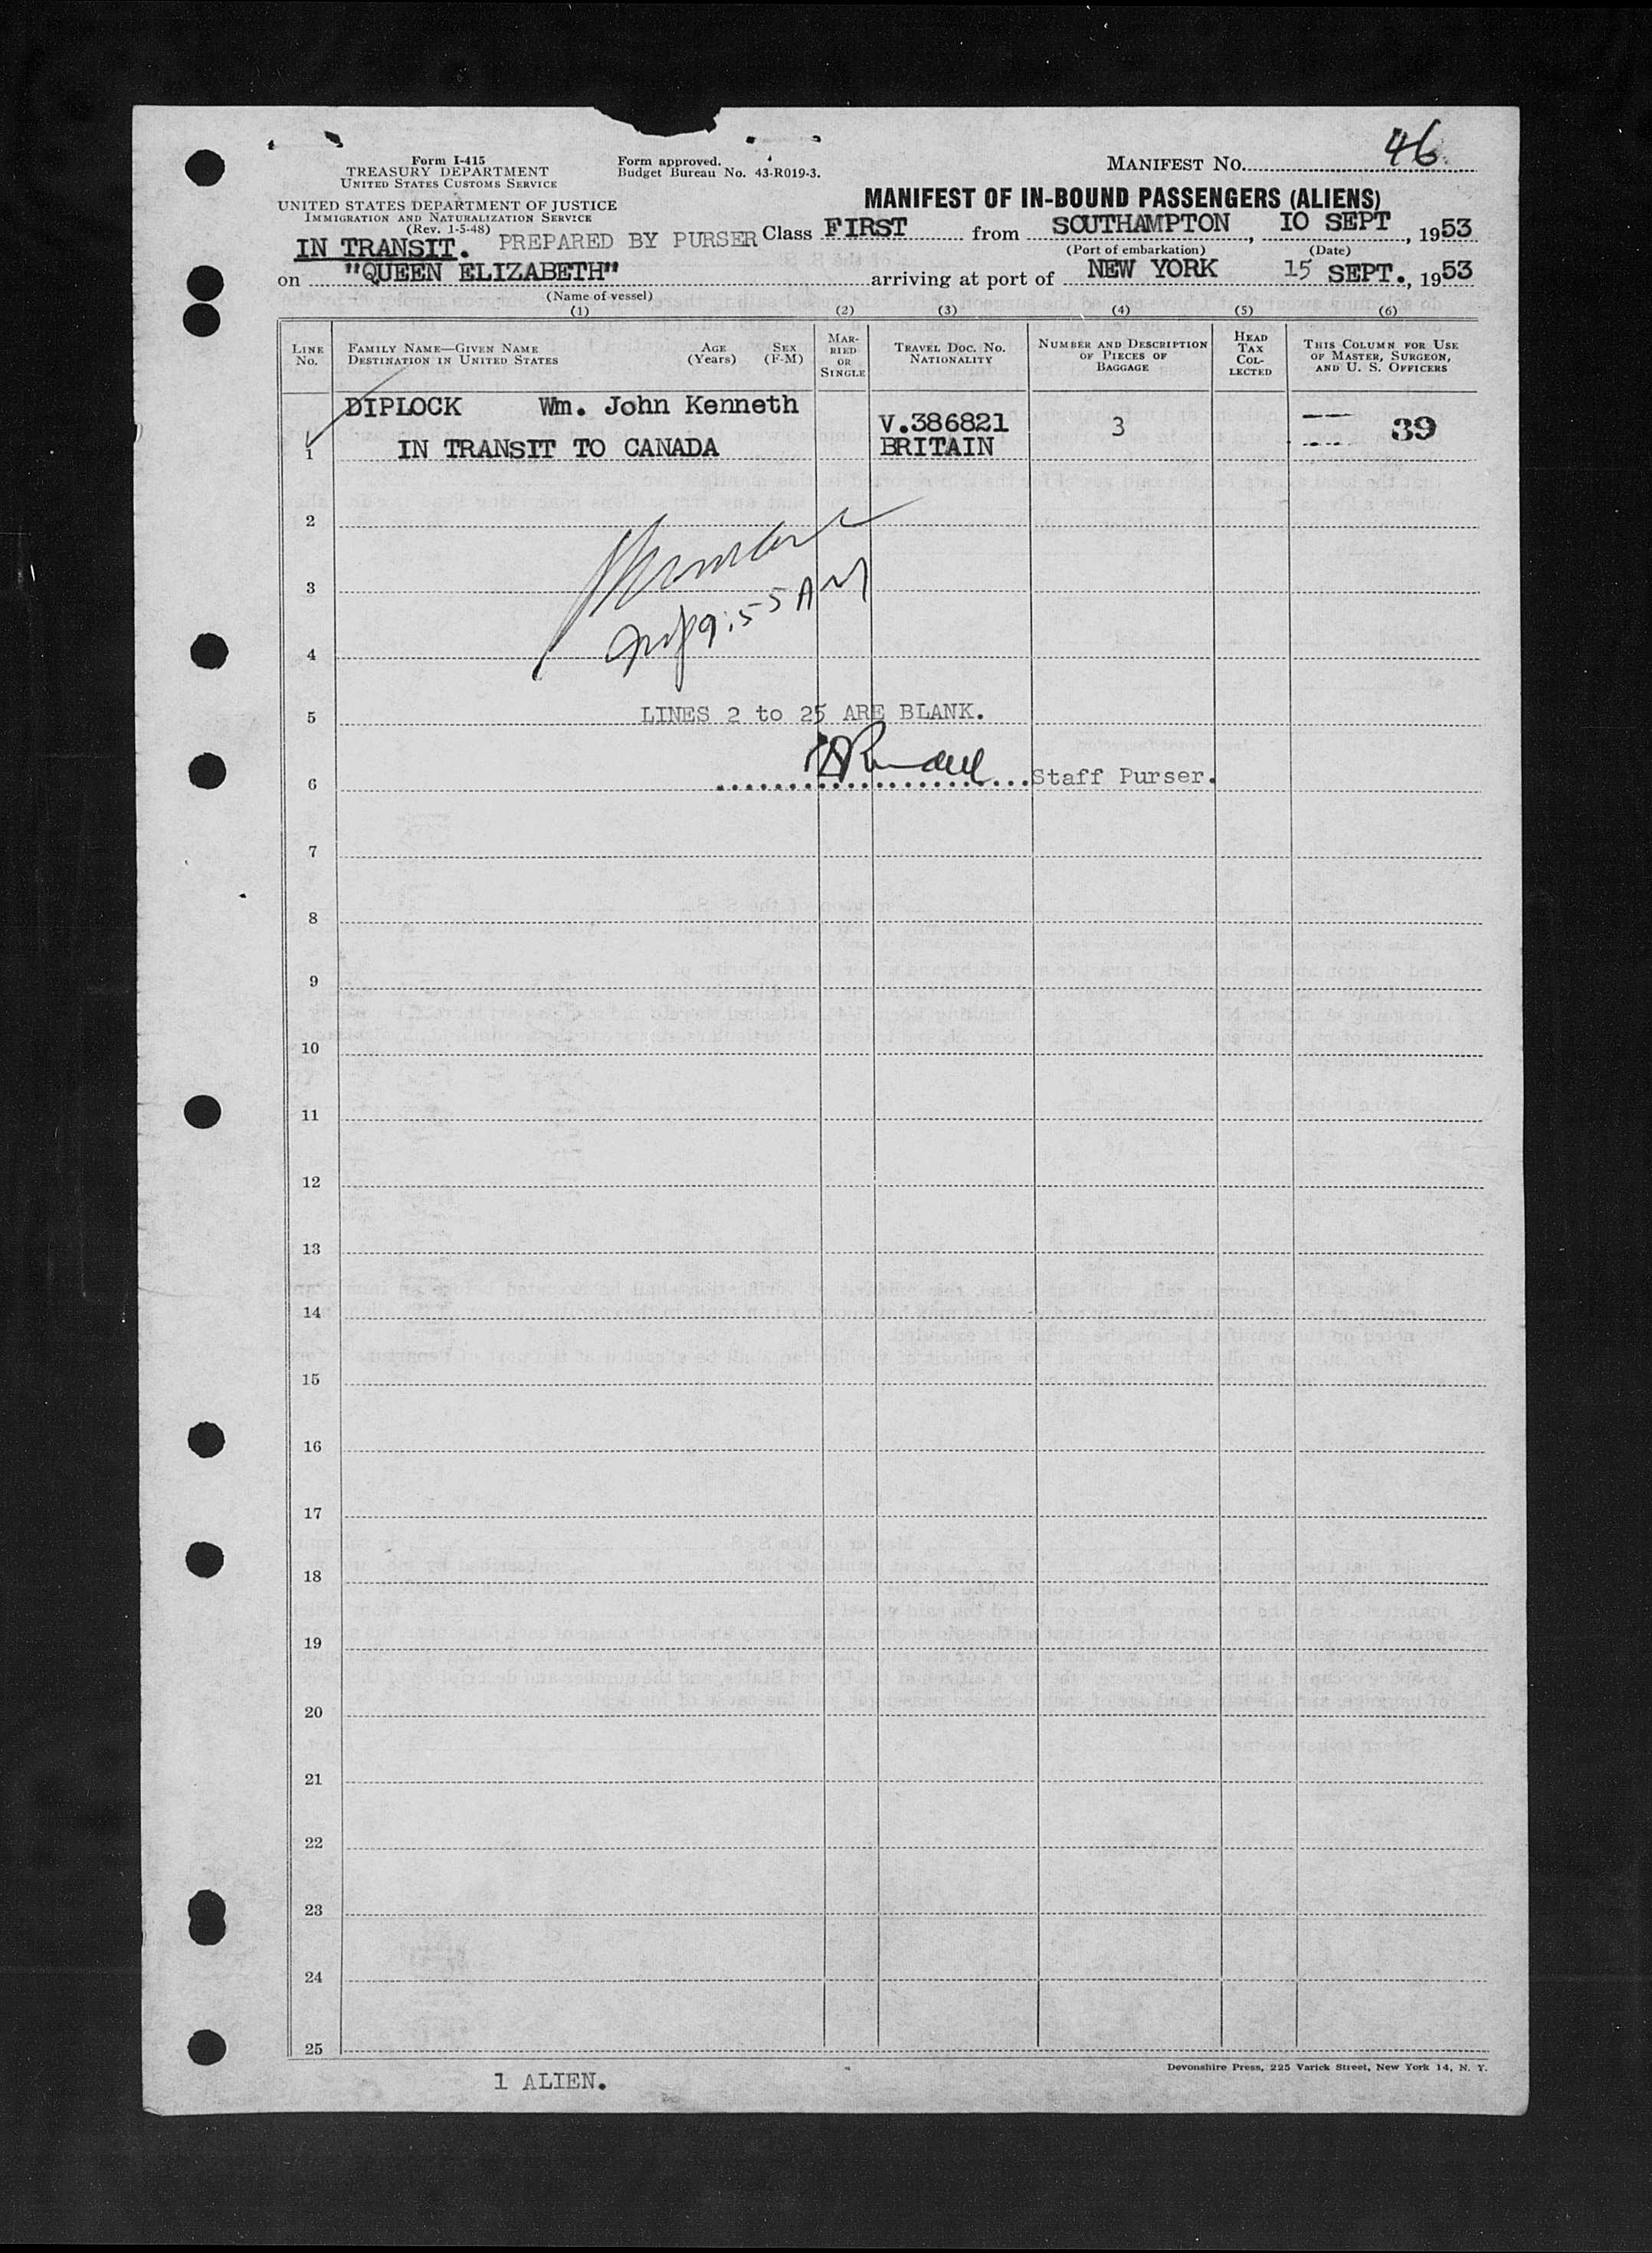 46
Form I-415
TREASURY DEPARTMENT
UNITED STATES CUSTOMS SERVICE
Form approved.
Budget Bureau No. 43-R019-3.
MANIFEST No.
UNITED STATES DEPARTMENT OF JUSTICE
IMMIGRATION AND NATURALIZATION SERVICE
(Rev. 1-5-48)
MANIFEST OF IN-BOUND PASSENGERS (ALIENS)
IN TRANSIT. PREPARED BY PURSER Class FIRST from SOUTHAMPTON, 10 SEPT, 1953
(Port of embarkation) (Date)
on "QUEEN ELIZABETH" arriving at port of NEW YORK 15 SEPT., 1953
(Name of vessel)
(1) (2) (3) (4) (5) (6)
LINE No.
FAMILY NAME—GIVEN NAME
DESTINATION IN UNITED STATES
AGE (Years)
SEX (F-M)
MARRIED OR SINGLE
TRAVEL DOC. No. NATIONALITY
NUMBER AND DESCRIPTION OF PIECES OF BAGGAGE
HEAD TAX COLLECTED
THIS COLUMN FOR USE OF MASTER, SURGEON, AND U. S. OFFICERS
DIPLOCK Wm. John Kenneth
V.386821
3
39
1 IN TRANSIT TO CANADA BRITAIN
2
3
9:55 AM
4
5 LINES 2 to 25 ARE BLANK.
6 Staff Purser.
7
8
9
10
11
12
13
14
15
16
17
18
19
20
21
22
23
24
25
Devonshire Press, 225 Varick Street, New York 14, N. Y.
1 ALIEN.